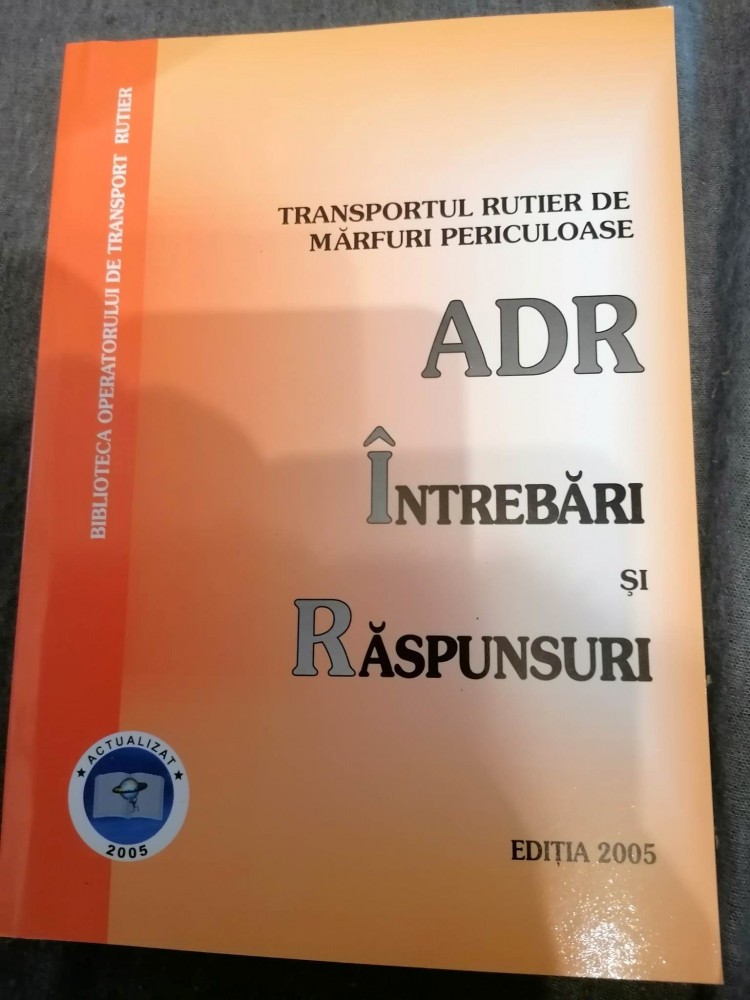 BIBLIOTECA OPERATORULUI DE TRANSPORT RUTIER
TRANSPORTUL RUTIER DE
MĂRFURI PERICULOASE
ADR
ÎNTREBĂRI
ȘI
RĂSPUNSURI
ACTUALIZAT
2005
EDIȚIA 2005